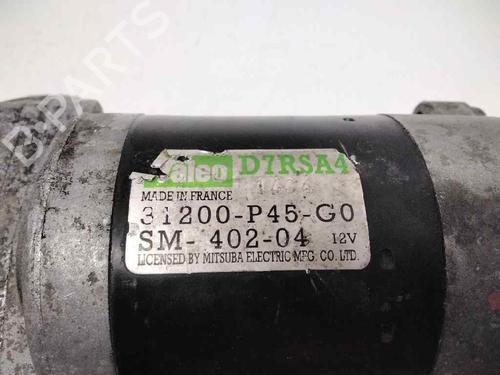 Valeo D7RSA4
MADE IN FRANCE
31200-P45-G0
SM-402-04 12V
LICENSED BY MITSUBA ELECTRIC MFG. CO. LTD.
B-PARTS